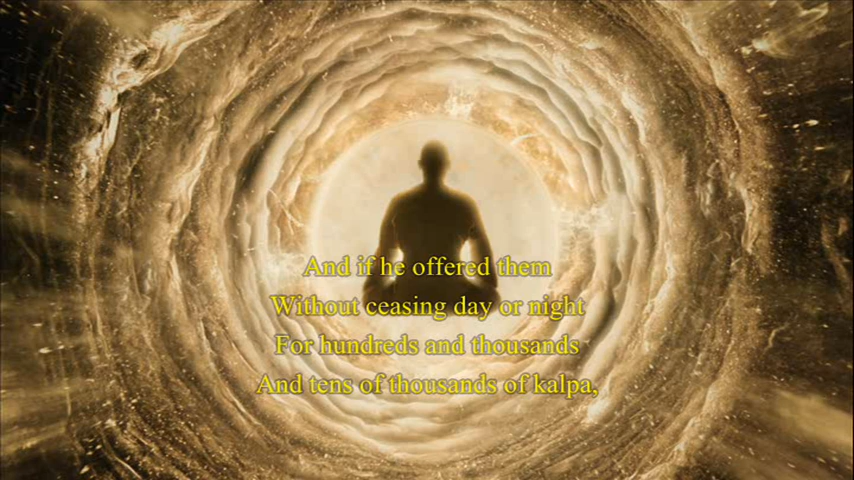 And if he offered them
Without ceasing day or night
For hundreds and thousands
And tens of thousands of kalpa,